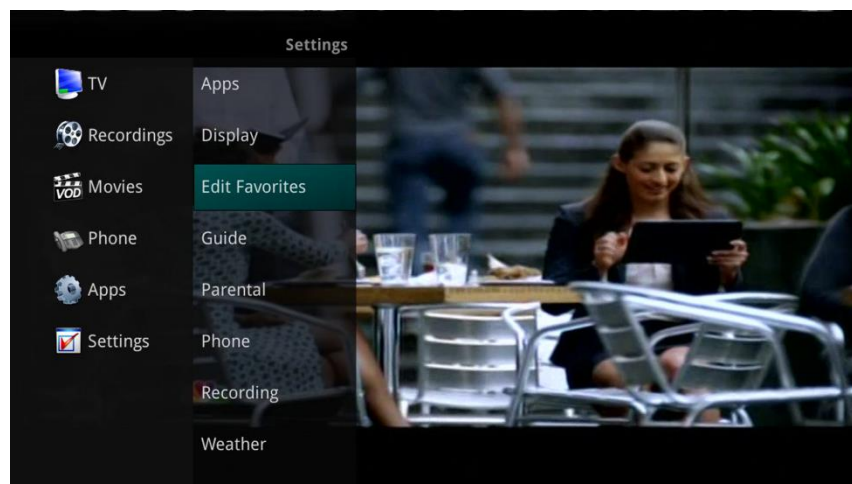 Settings
TV
Recordings
VOD
Movies
Phone
Apps
Settings
Apps
Display
Edit Favorites
Guide
Parental
Phone
Recording
Weather